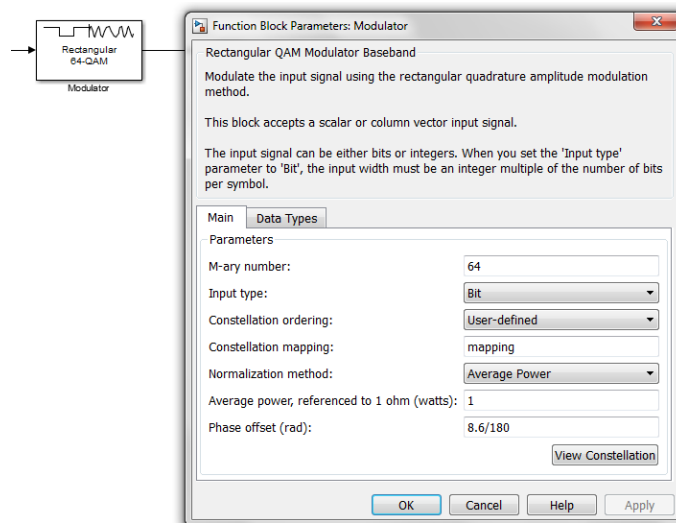 Rectangular
64-QAM
Modulator
Function Block Parameters: Modulator
Rectangular QAM Modulator Baseband
Modulate the input signal using the rectangular quadrature amplitude modulation
method.
This block accepts a scalar or column vector input signal.
The input signal can be either bits or integers. When you set the 'Input type'
parameter to 'Bit', the input width must be an integer multiple of the number of bits
per symbol.
Main Data Types
Parameters
M-ary number: 64
Input type: Bit
Constellation ordering: User-defined
Constellation mapping: mapping
Normalization method: Average Power
Average power, referenced to 1 ohm (watts): 1
Phase offset (rad): 8.6/180
View Constellation
OK Cancel Help Apply